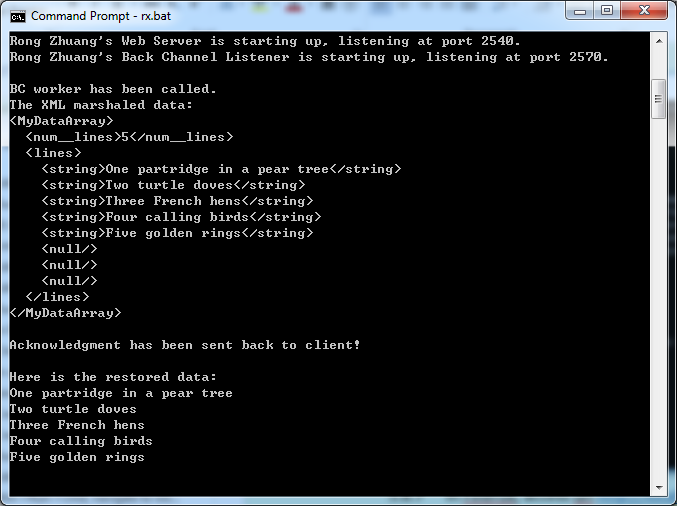 Command Prompt - rx.bat
Rong Zhuang's Web Server is starting up, listening at port 2540.
Rong Zhuang's Back Channel Listener is starting up, listening at port 2570.
BC worker has been called.
The XML marshaled data:
<MyDataArray>
  <num__lines>5</num__lines>
  <lines>
    <string>One partridge in a pear tree</string>
    <string>Two turtle doves</string>
    <string>Three French hens</string>
    <string>Four calling birds</string>
    <string>Five golden rings</string>
    <null/>
    <null/>
    <null/>
  </lines>
</MyDataArray>
Acknowledgment has been sent back to client!
Here is the restored data:
One partridge in a pear tree
Two turtle doves
Three French hens
Four calling birds
Five golden rings